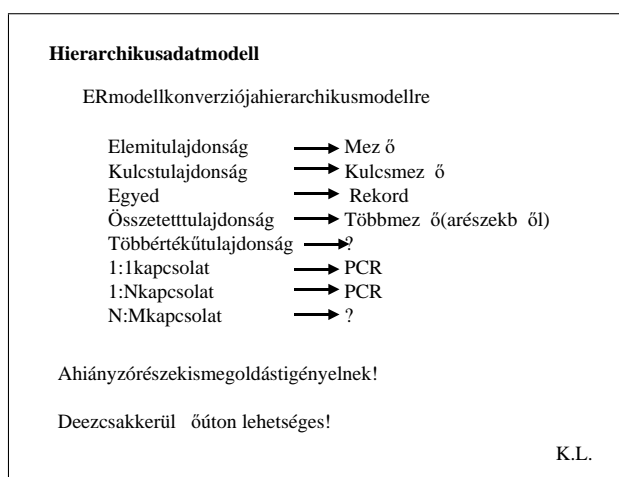 Hierarchikusadatmodell
ERmodellkonverziójahierarchikusmodellre
Elemitulajdonság → Mez ő
Kulcstulajdonság → Kulcsmez ő
Egyed → Rekord
Összetetttulajdonság → Többmez ő(arészekb ől)
Többértékűtulajdonság → ?
1:1kapcsolat → PCR
1:Nkapcsolat → PCR
N:Mkapcsolat → ?
Ahiányzórészekismegoldástigényelnek!
Deezcsakkerül őúton lehetséges!
K.L.